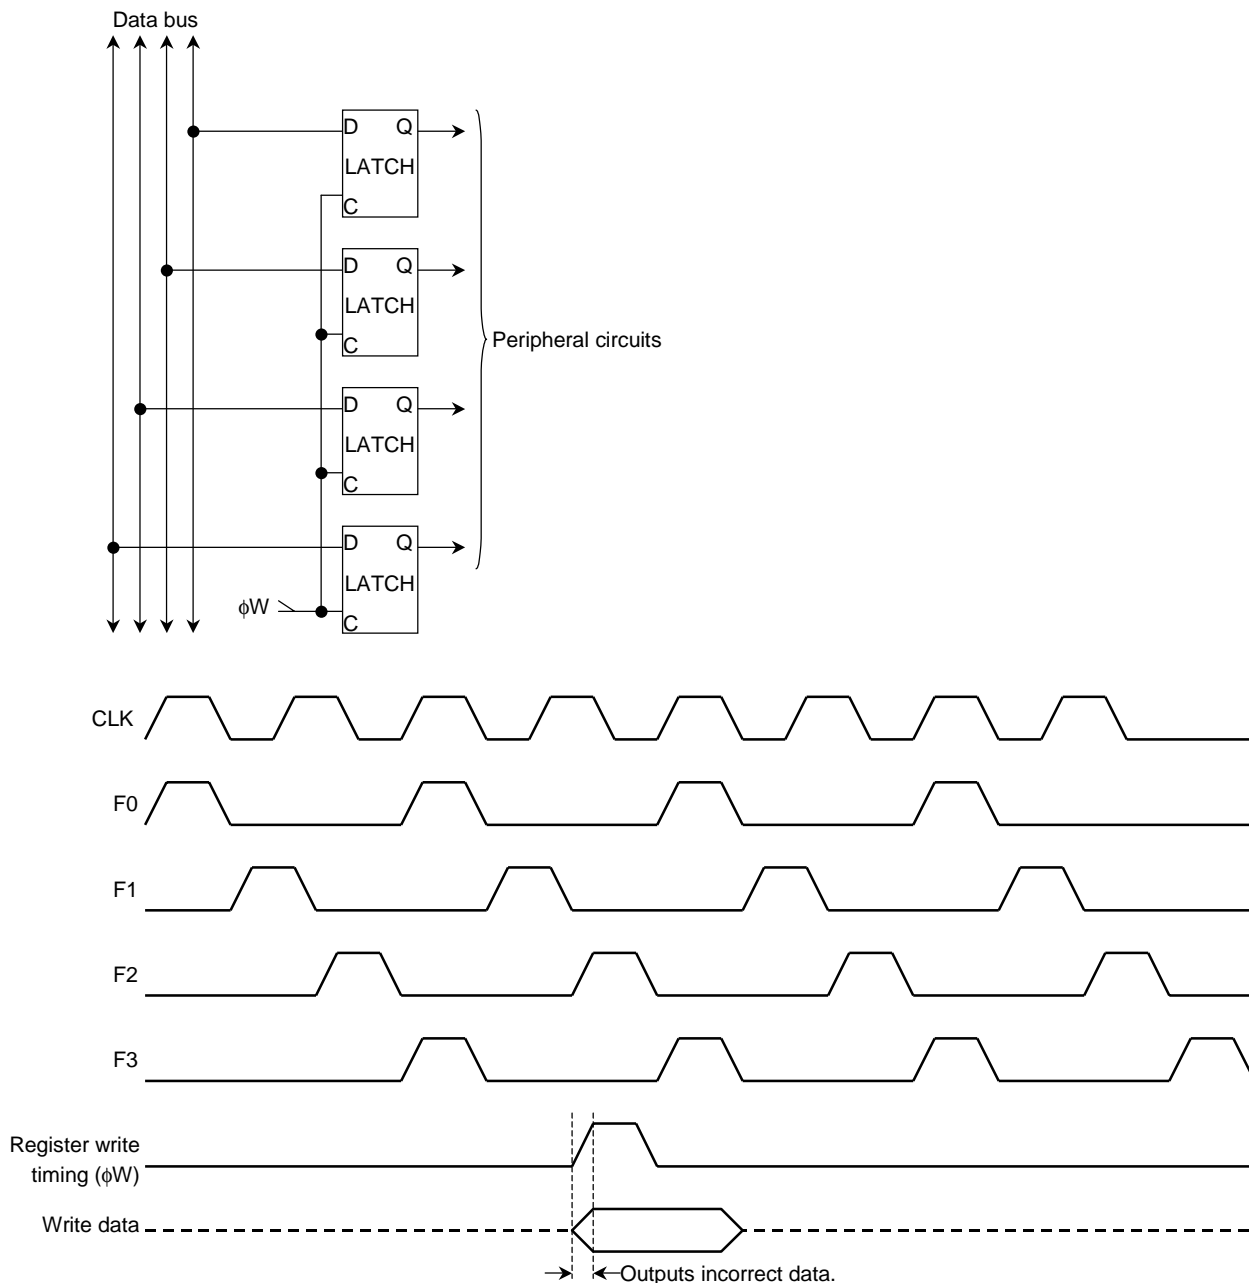 Data bus
D Q
LATCH
C
D Q
LATCH
C
Peripheral circuits
D Q
LATCH
C
D Q
LATCH
ϕW
C
CLK
F0
F1
F2
F3
Register write
timing (ϕW)
Write data
Outputs incorrect data.